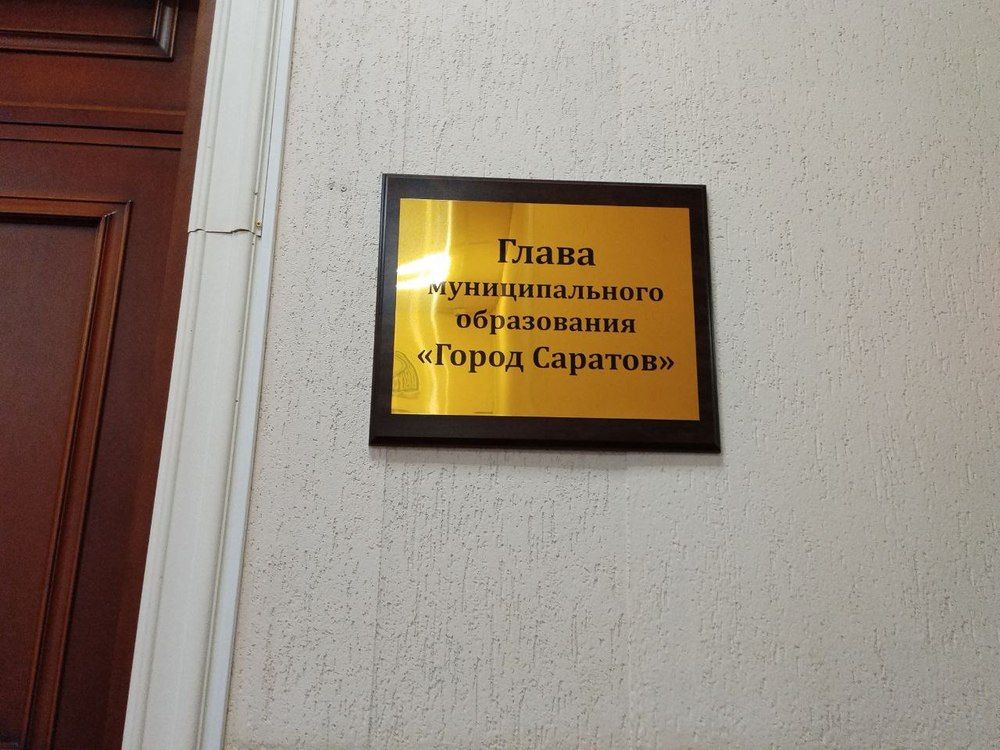 Глава
муниципального
образования
«Город Саратов»